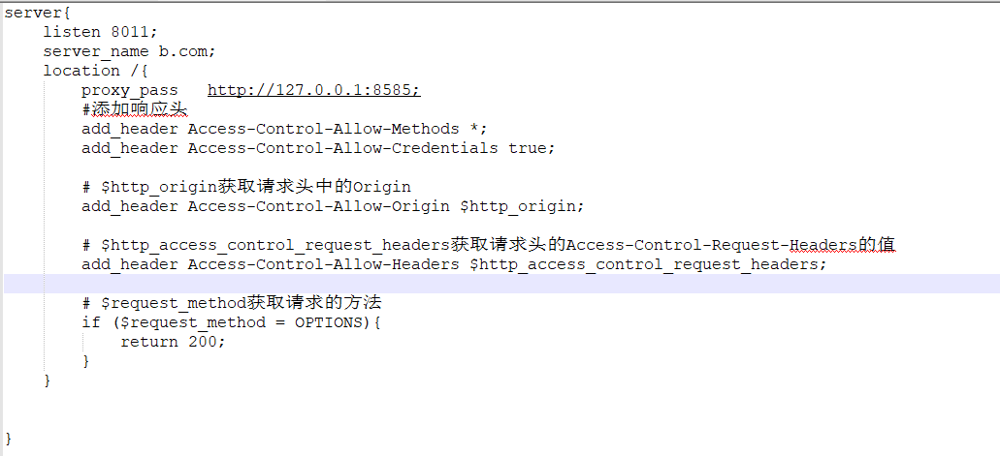 server{
    listen 8011;
    server_name b.com;
    location /{
        proxy_pass   http://127.0.0.1:8585;
        #添加响应头
        add_header Access-Control-Allow-Methods *;
        add_header Access-Control-Allow-Credentials true;
        # $http_origin获取请求头中的Origin
        add_header Access-Control-Allow-Origin $http_origin;
        # $http_access_control_request_headers获取请求头的Access-Control-Request-Headers的值
        add_header Access-Control-Allow-Headers $http_access_control_request_headers;
        # $request_method获取请求的方法
        if ($request_method = OPTIONS){
            return 200;
        }
    }
}